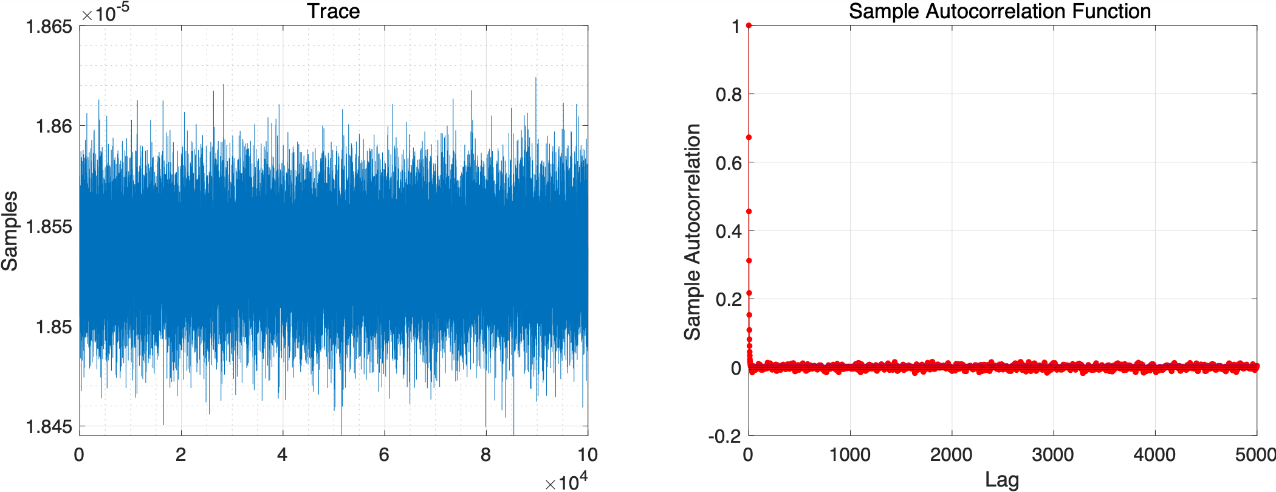 Trace
×10-5
1.865
1.86
1.855
1.85
1.845
Samples
0 2 4 6 8 10
×104
Sample Autocorrelation Function
1
0.8
0.6
0.4
0.2
0
-0.2
Sample Autocorrelation
0 1000 2000 3000 4000 5000
Lag